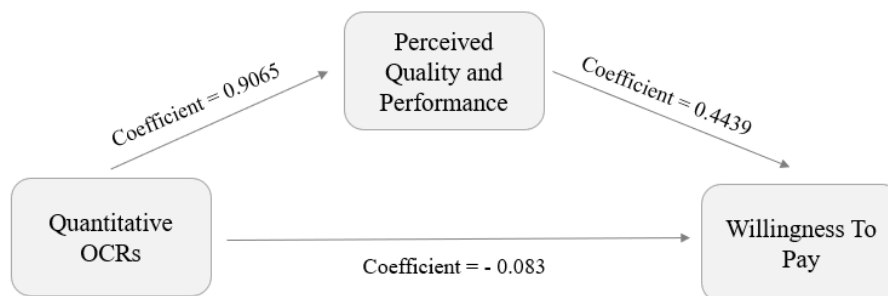 Perceived
Quality and
Performance
Coefficient = 0.9065
Coefficient = 0.4439
Quantitative
OCRs
Willingness To
Pay
Coefficient = - 0.083